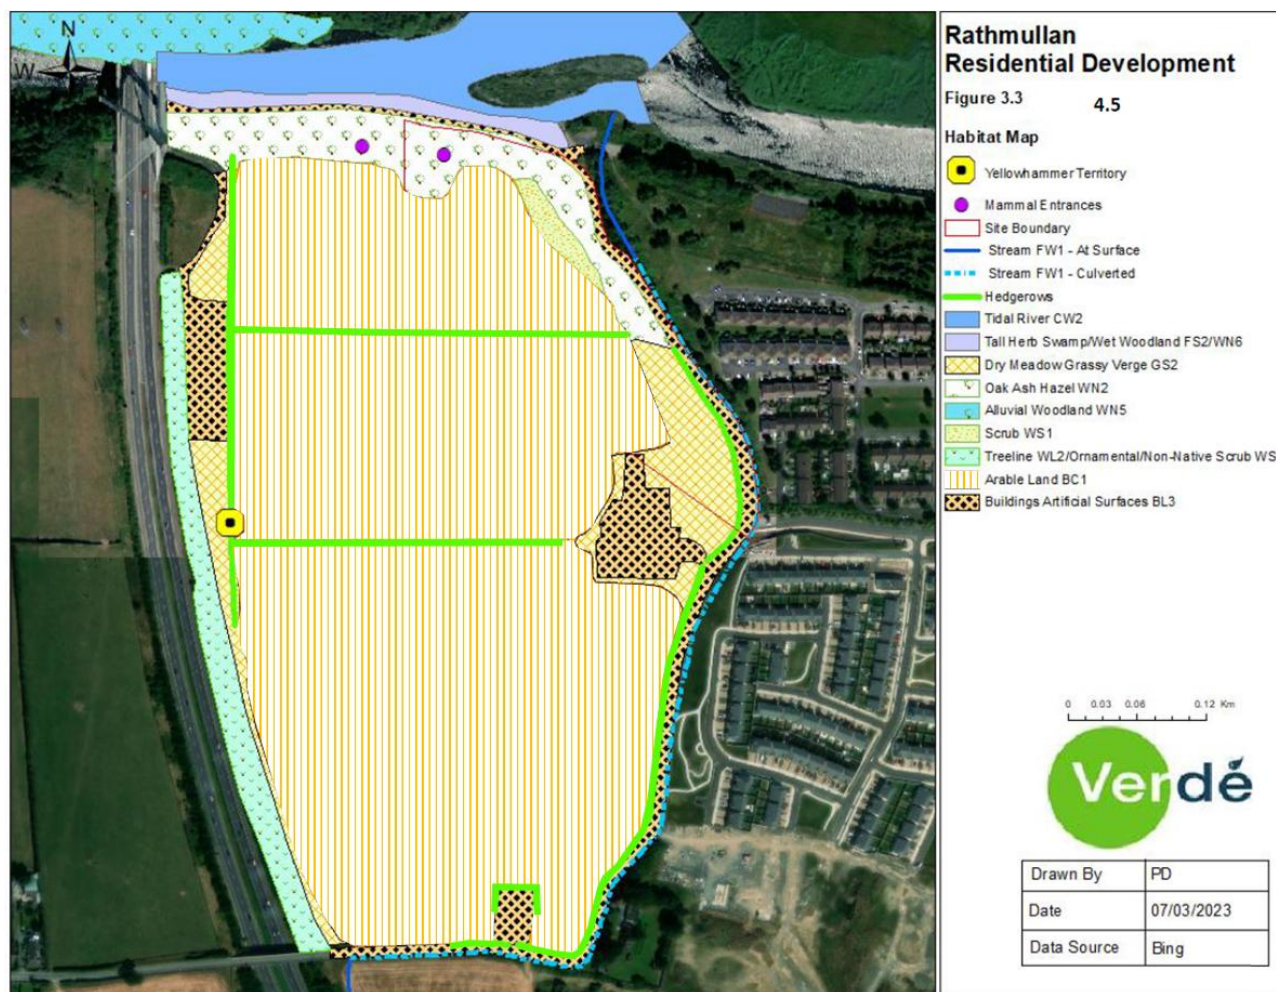 N
W
Rathmullan
Residential Development
Figure 3.3 4.5
Habitat Map
Yellowhammer Territory
Mammal Entrances
Site Boundary
Stream FW1 - At Surface
Stream FW1 - Culverted
Hedgerows
Tidal River CW2
Tall Herb Swamp/Wet Woodland FS2/WN6
Dry Meadow Grassy Verge GS2
Oak Ash Hazel WN2
Alluvial Woodland WN5
Scrub WS1
Treeline WL2/Ornamental/Non-Native Scrub WS
Arable Land BC1
Buildings Artificial Surfaces BL3
0 0.03 0.06 0.12 Km
Verdé
Drawn By PD
Date 07/03/2023
Data Source Bing